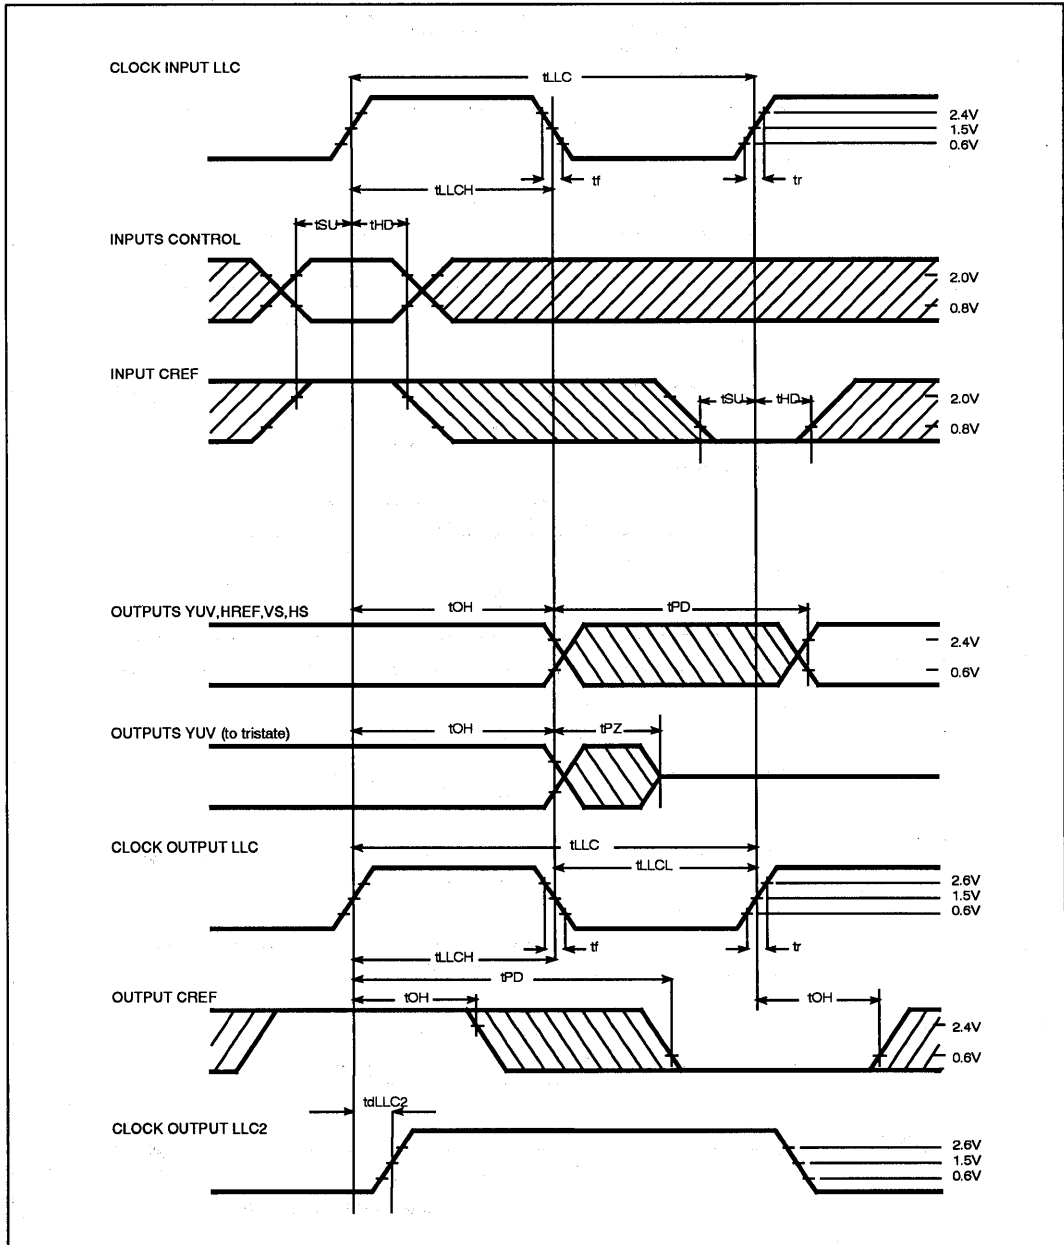 CLOCK INPUT LLC
tLLC
2.4V
1.5V
0.6V
tf
tr
tLLCH
tSU
tHD
INPUTS CONTROL
2.0V
0.8V
INPUT CREF
tSU
tHD
2.0V
0.8V
OUTPUTS YUV,HREF,VS,HS
tOH
tPD
2.4V
0.6V
OUTPUTS YUV (to tristate)
tOH
tPZ
CLOCK OUTPUT LLC
tLLC
tLLCL
2.6V
1.5V
0.6V
tf
tr
tLLCH
tPD
OUTPUT CREF
tOH
tOH
2.4V
0.6V
tdLLC2
CLOCK OUTPUT LLC2
2.6V
1.5V
0.6V